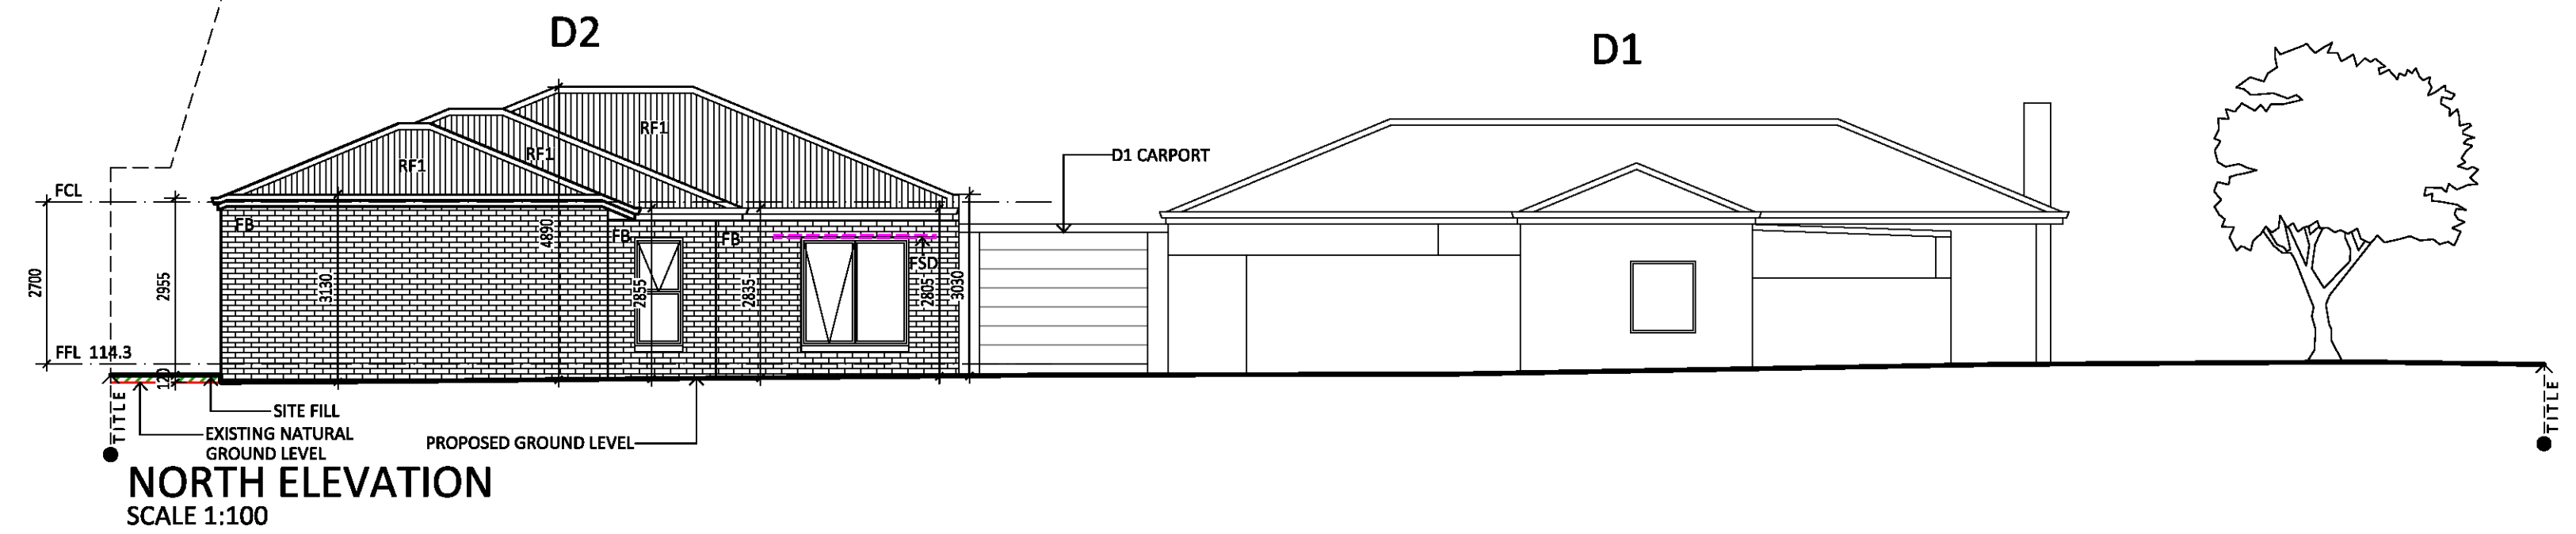 D2
D1
RF1
RF1
RF1
D1 CARPORT
FCL
FB
FB
FB
4890
FSD
2700
2955
3130
2855
2835
2805
3030
FFL 114.3
120
TITLE
SITE FILL
EXISTING NATURAL
GROUND LEVEL
PROPOSED GROUND LEVEL
TITLE
NORTH ELEVATION
SCALE 1:100